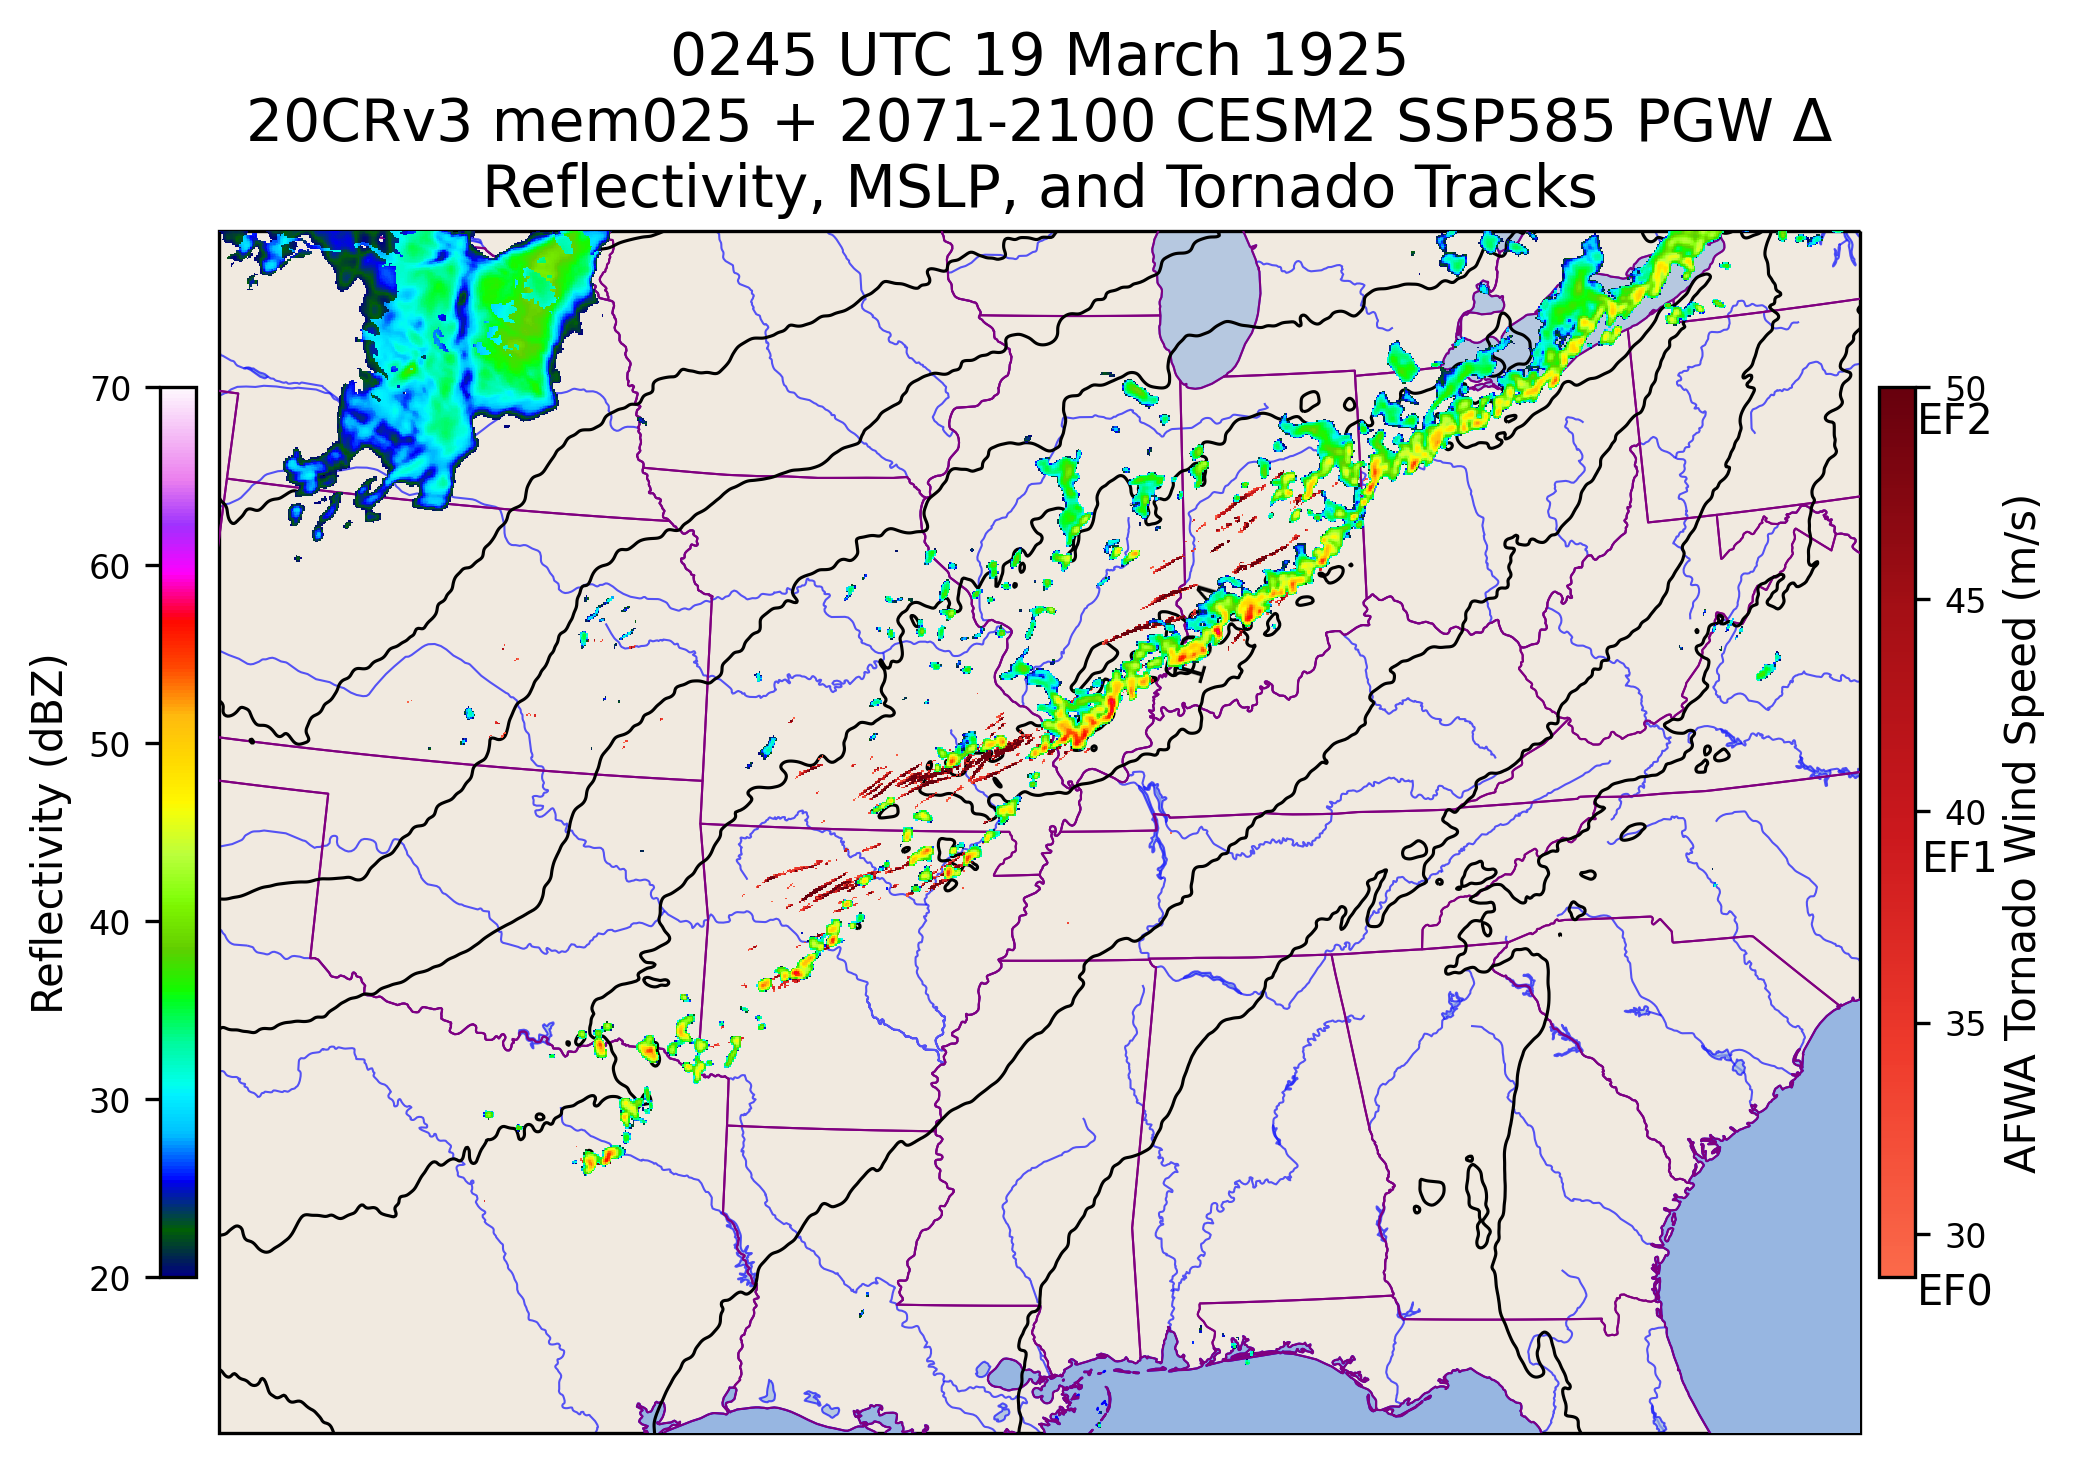 0245 UTC 19 March 1925
20CRv3 mem025 + 2071-2100 CESM2 SSP585 PGW Δ
Reflectivity, MSLP, and Tornado Tracks
Reflectivity (dBZ)
70
60
50
40
30
20
50
EF2
45
40
EF1
35
30
EF0
AFWA Tornado Wind Speed (m/s)